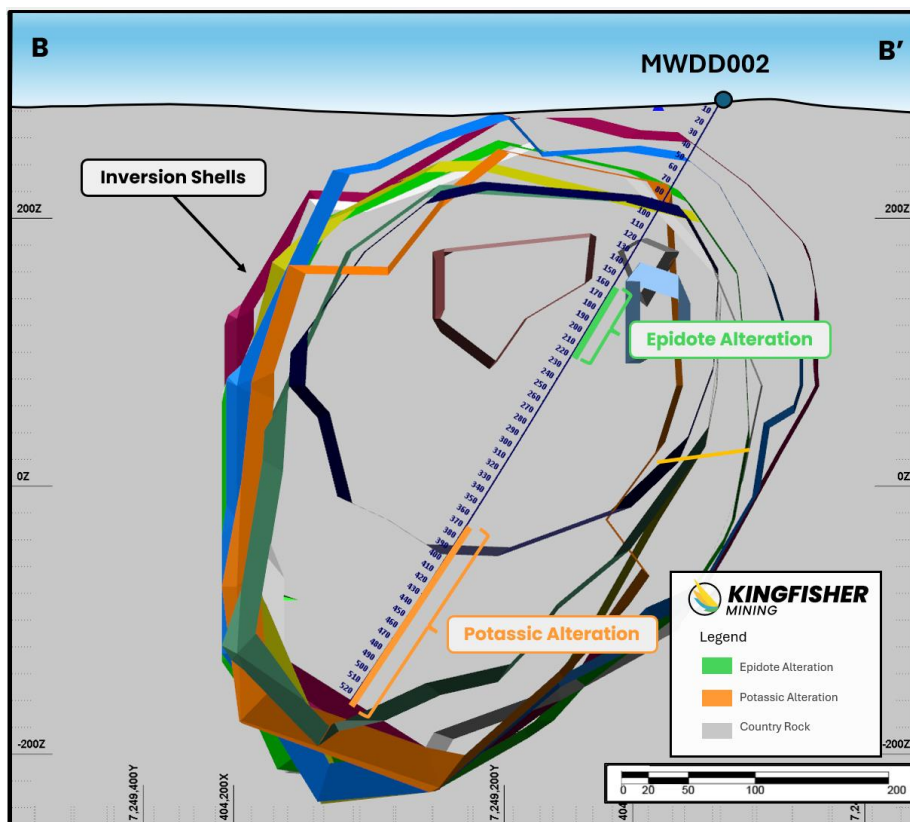 B
B'
MWDD002
Inversion Shells
200Z
200Z
10
20
30
40
50
60
70
80
100
110
120
130
140
150
160
170
180
190
200
210
220
230
240
250
260
270
280
290
300
310
320
330
340
350
360
370
380
390
400
410
420
430
440
450
460
470
480
490
500
510
520
Epidote Alteration
0Z
0Z
Potassic Alteration
KINGFISHER
MINING
Legend
Epidote Alteration
Potassic Alteration
Country Rock
-200Z
-200Z
0 20 50 100 200
7,249,400Y
404,200X
7,249,200Y